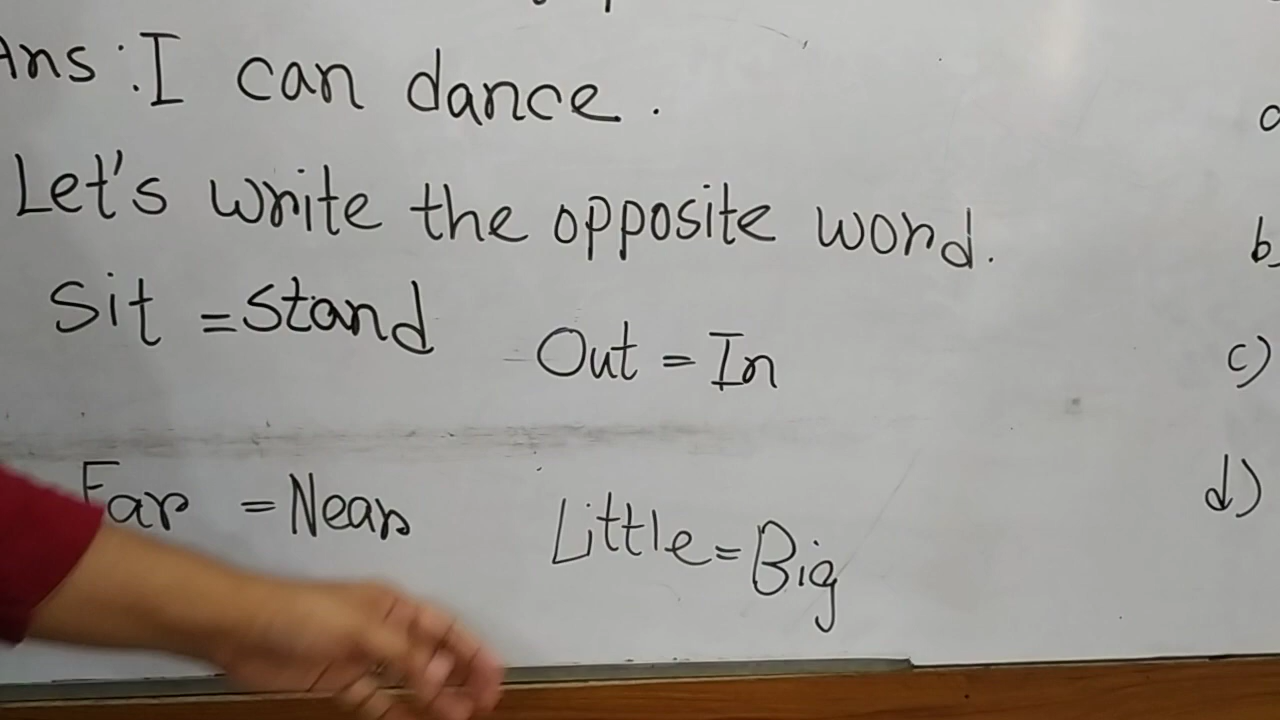 Ans : I can dance.
Let's write the opposite word.
Sit = Stand Out = In
Far = Near Little = Big
b)
c)
d)